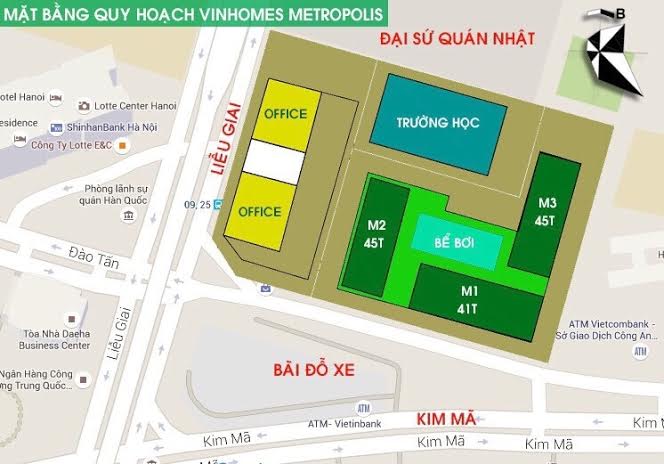 MẶT BẰNG QUY HOẠCH VINHOMES METROPOLIS
B
ĐẠI SỨ QUÁN NHẬT
otel Hanoi
Lotte Center Hanoi
esidence
ShinhanBank Hà Nội
Công Ty Lotte E&C
LIỄU GIAI
OFFICE
TRƯỜNG HỌC
Phòng lãnh sự
quán Hàn Quốc
09, 25
OFFICE
M2
45T
BỂ BƠI
M3
45T
M1
41T
Đào Tấn
Liễu Giai
Tòa Nhà Daeha
Business Center
ATM Vietcombank -
Sở Giao Dịch Công An...
ATM
Ngân Hàng Công
ơng Trung Quốc...
BÃI ĐỖ XE
ATM
ATM- Vietinbank
KIM MÃ
Kim Mã
Kim Mã
Kim Mã